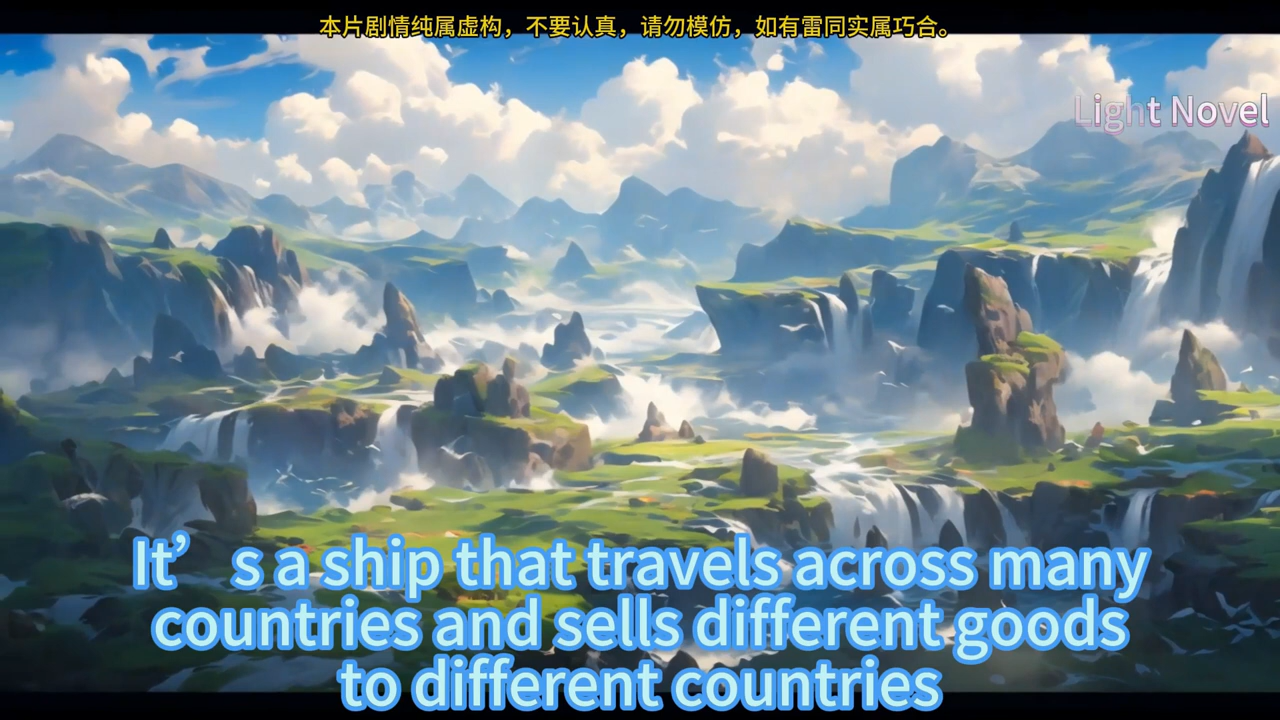 本片剧情纯属虚构，不要认真，请勿模仿，如有雷同实属巧合。
Light Novel
It’s a ship that travels across many
countries and sells different goods
to different countries